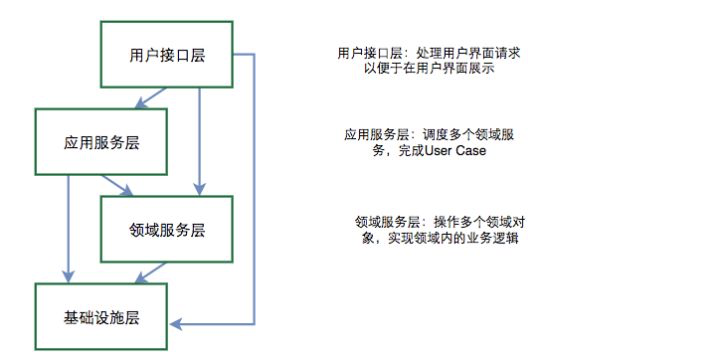 用户接口层
用户接口层：处理用户界面请求
以便于在用户界面展示
应用服务层
应用服务层：调度多个领域服
务，完成User Case
领域服务层
领域服务层：操作多个领域对
象，实现领域内的业务逻辑
基础设施层